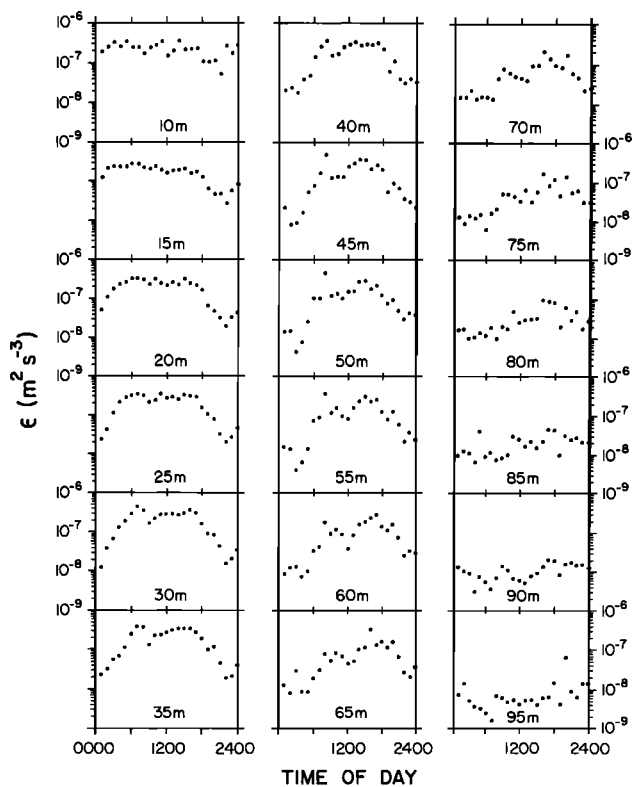 10⁻⁶
10⁻⁷
10⁻⁸
10⁻⁹
10⁻⁶
10⁻⁷
10⁻⁸
10⁻⁹
10⁻⁶
10⁻⁷
10⁻⁸
10⁻⁹
ϵ (m² s⁻³)
10m
15m
20m
25m
30m
35m
40m
45m
50m
55m
60m
65m
70m
75m
80m
85m
90m
95m
10⁻⁶
10⁻⁷
10⁻⁸
10⁻⁹
10⁻⁶
10⁻⁷
10⁻⁸
10⁻⁹
10⁻⁶
10⁻⁷
10⁻⁸
10⁻⁹
0000 1200 2400 1200 2400 1200 2400
TIME OF DAY